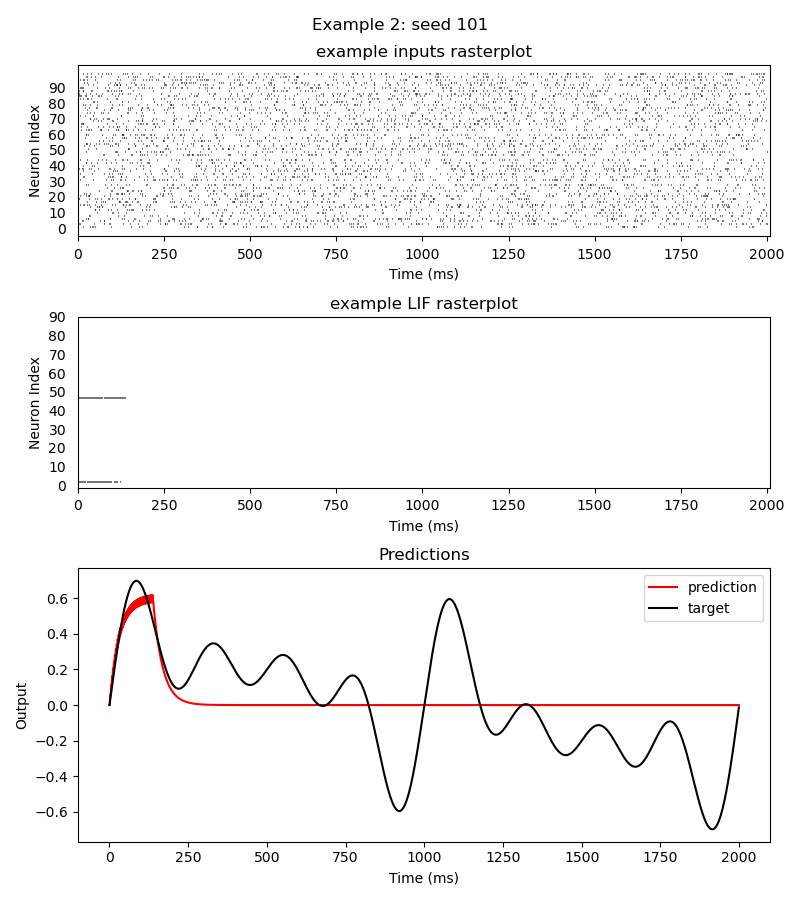 Example 2: seed 101
example inputs rasterplot
Neuron Index
90
80
70
60
50
40
30
20
10
0
0 250 500 750 1000 1250 1500 1750 2000
Time (ms)
example LIF rasterplot
Neuron Index
90
80
70
60
50
40
30
20
10
0
0 250 500 750 1000 1250 1500 1750 2000
Time (ms)
Predictions
Output
0.6
0.4
0.2
0.0
−0.2
−0.4
−0.6
prediction
target
0 250 500 750 1000 1250 1500 1750 2000
Time (ms)